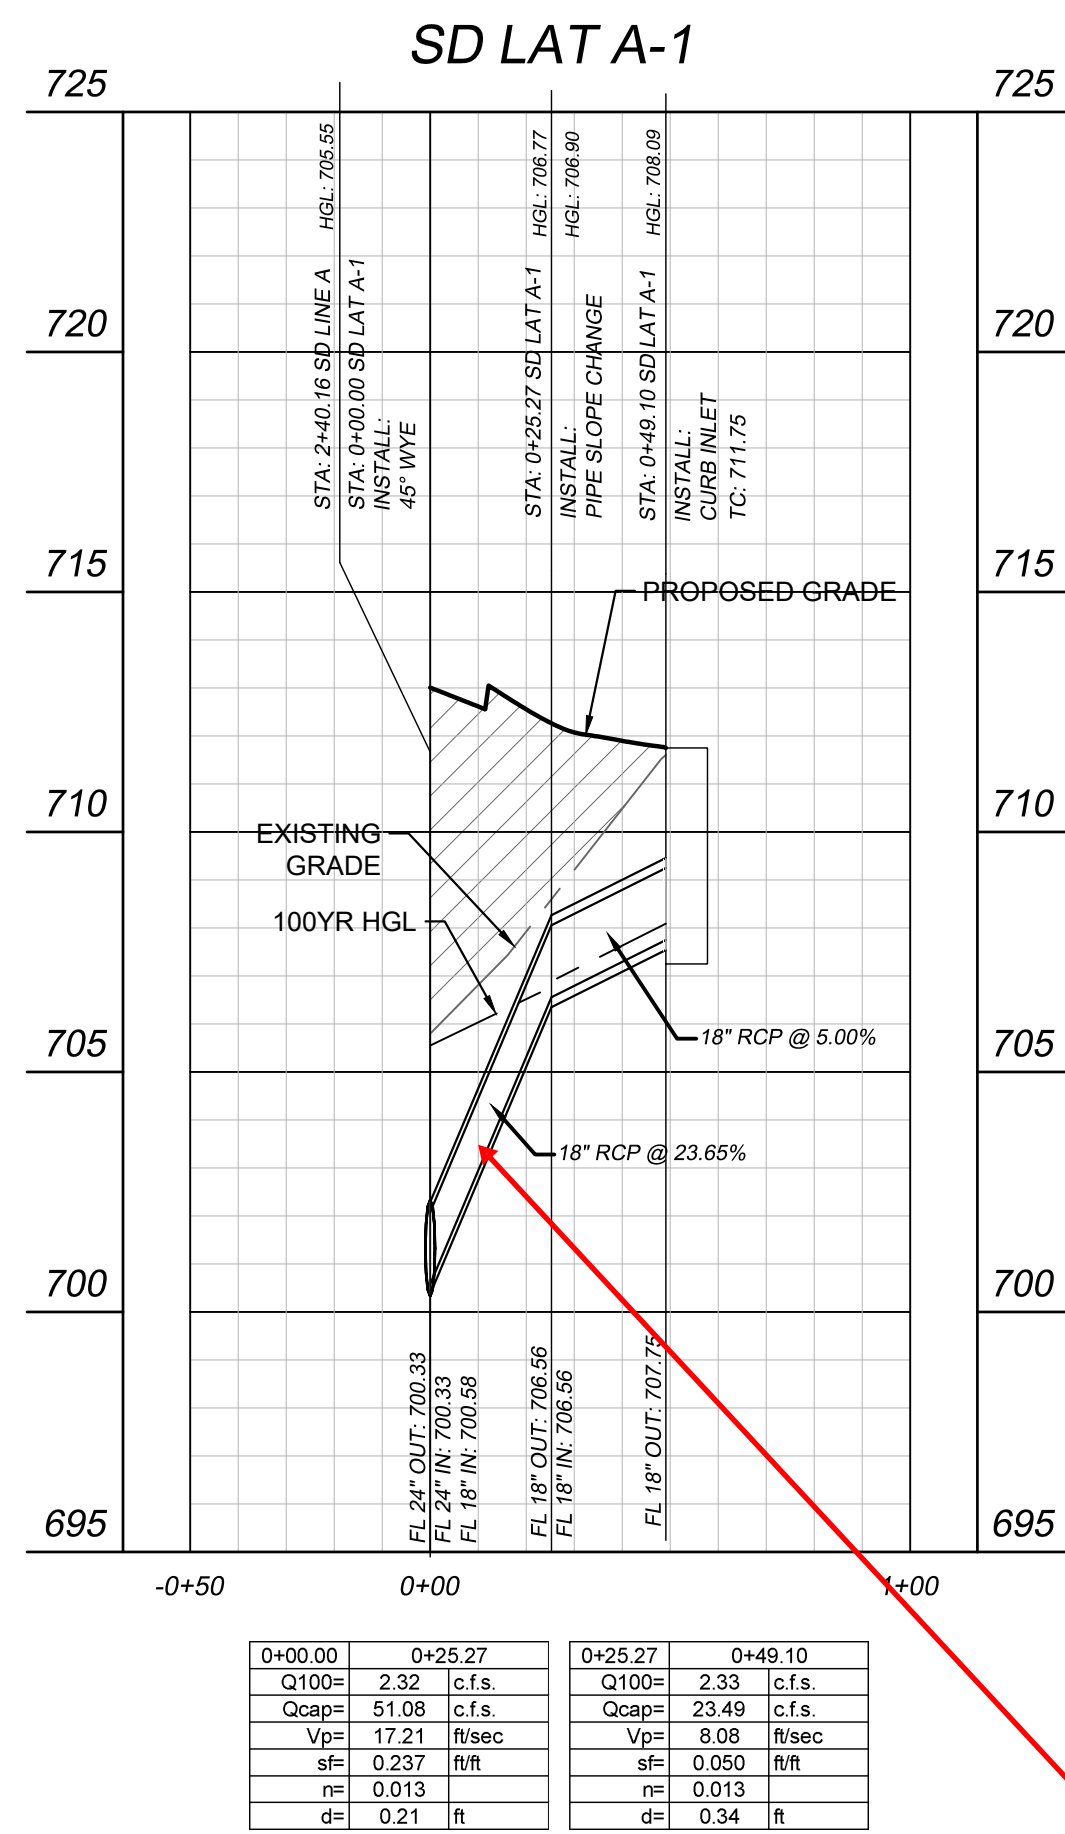 SD LAT A-1
725
725
720
720
715
715
710
710
705
705
700
700
695
695
HGL: 705.55
STA: 2+40.16 SD LINE A
STA: 0+00.00 SD LAT A-1
INSTALL:
45° WYE
HGL: 706.77
HGL: 706.90
STA: 0+25.27 SD LAT A-1
INSTALL:
PIPE SLOPE CHANGE
HGL: 708.09
STA: 0+49.10 SD LAT A-1
INSTALL:
CURB INLET
TC: 711.75
PROPOSED GRADE
EXISTING
GRADE
100YR HGL
18" RCP @ 5.00%
18" RCP @ 23.65%
FL 24" OUT: 700.33
FL 24" IN: 700.33
FL 18" IN: 700.58
FL 18" OUT: 706.56
FL 18" IN: 706.56
FL 18" OUT: 707.75
-0+50
0+00
1+00
0+00.00 0+25.27
Q100= 2.32 c.f.s.
Qcap= 51.08 c.f.s.
Vp= 17.21 ft/sec
sf= 0.237 ft/ft
n= 0.013
d= 0.21 ft
0+25.27 0+49.10
Q100= 2.33 c.f.s.
Qcap= 23.49 c.f.s.
Vp= 8.08 ft/sec
sf= 0.050 ft/ft
n= 0.013
d= 0.34 ft